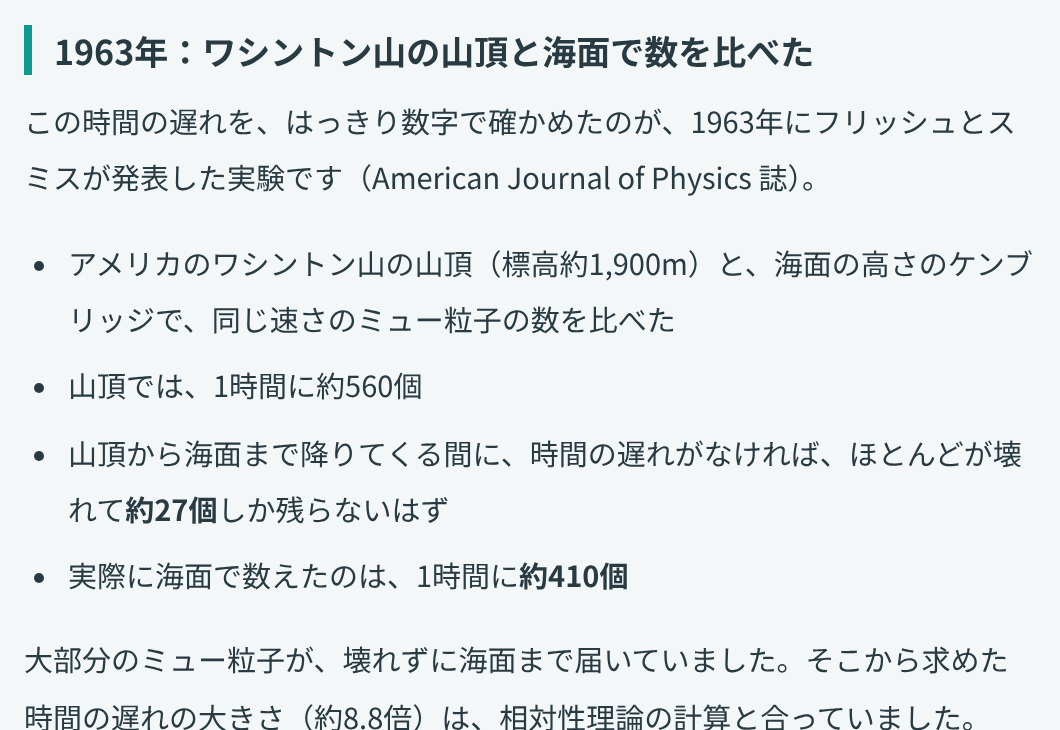 1963年：ワシントン山の山頂と海面で数を比べた
この時間の遅れを、はっきり数字で確かめたのが、1963年にフリッシュとス
ミスが発表した実験です（American Journal of Physics 誌）。
• アメリカのワシントン山の山頂（標高約1,900m）と、海面の高さのケンブ
リッジで、同じ速さのミュー粒子の数を比べた
• 山頂では、1時間に約560個
• 山頂から海面まで降りてくる間に、時間の遅れがなければ、ほとんどが壊
れて約27個しか残らないはず
• 実際に海面で数えたのは、1時間に約410個
大部分のミュー粒子が、壊れずに海面まで届いていました。そこから求めた
時間の遅れの大きさ（約8.8倍）は、相対性理論の計算と合っていました。